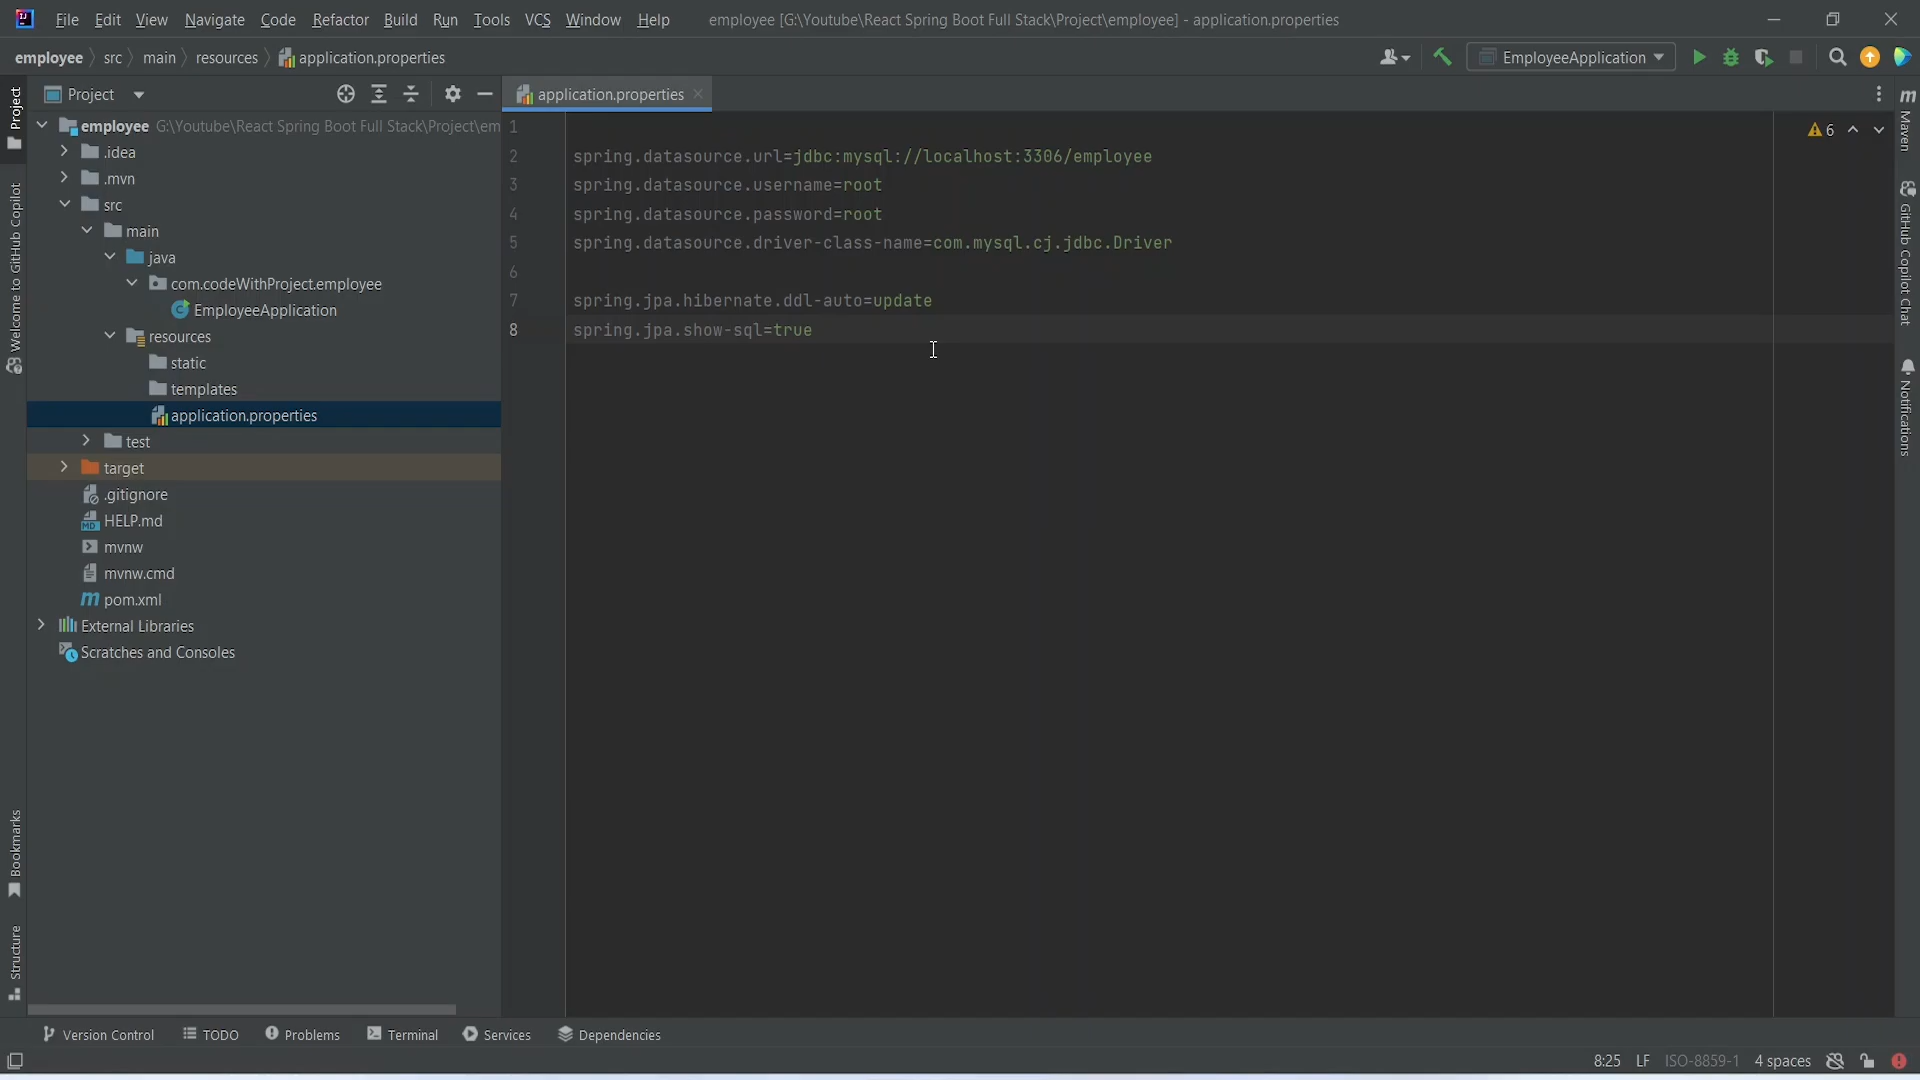 File Edit View Navigate Code Refactor Build Run Tools VCS Window Help employee [G:\Youtube\React Spring Boot Full Stack\Project\employee] - application.properties
employee src main resources application.properties EmployeeApplication
Project
Project
application.properties
6
employee G:\Youtube\React Spring Boot Full Stack\Project\em
.idea
.mvn
src
main
java
com.codeWithProject.employee
EmployeeApplication
resources
static
templates
application.properties
test
target
.gitignore
HELP.md
mvnw
mvnw.cmd
pom.xml
External Libraries
Scratches and Consoles
1
2 spring.datasource.url=jdbc:mysql://localhost:3306/employee
3 spring.datasource.username=root
4 spring.datasource.password=root
5 spring.datasource.driver-class-name=com.mysql.cj.jdbc.Driver
6
7 spring.jpa.hibernate.ddl-auto=update
8 spring.jpa.show-sql=true
Welcome to GitHub Copilot
Bookmarks
Structure
Maven
GitHub Copilot Chat
Notifications
Version Control TODO Problems Terminal Services Dependencies
8:25 LF ISO-8859-1 4 spaces